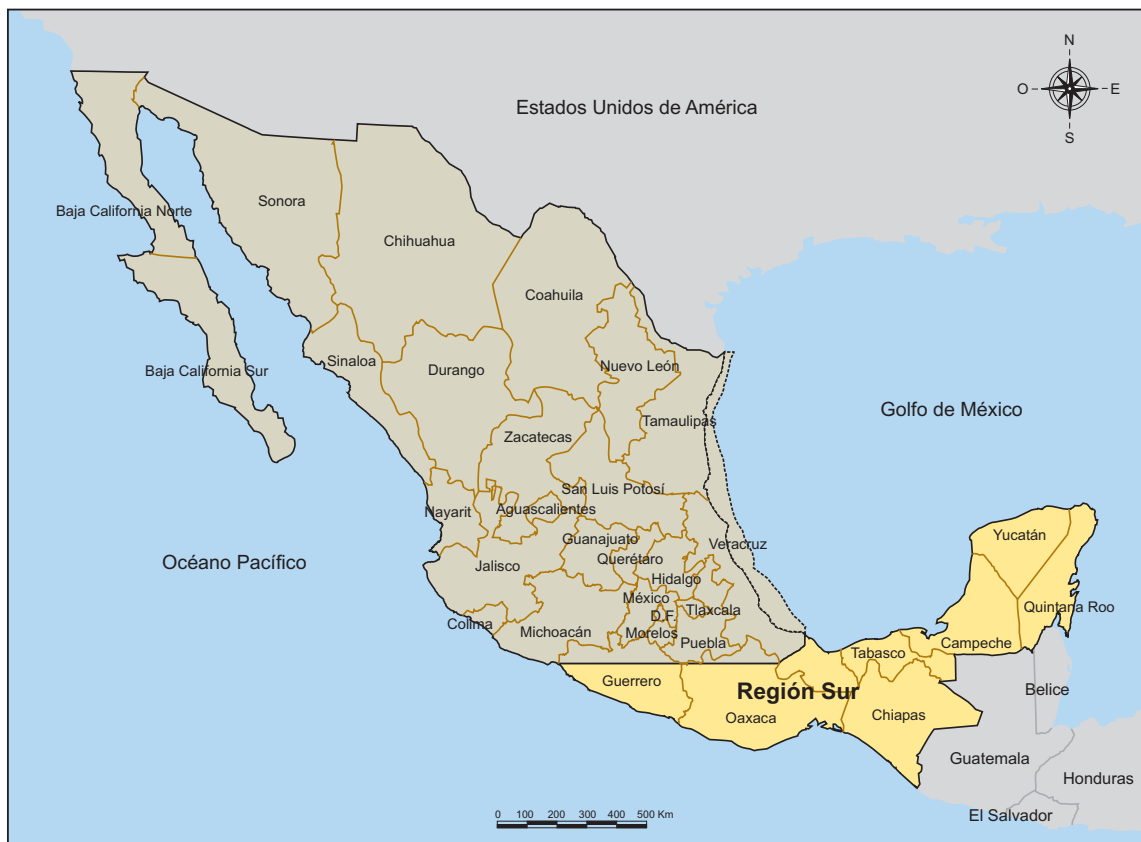 N
Estados Unidos de América
O
E
S
Sonora
Baja California Norte
Chihuahua
Coahuila
Sinaloa
Nuevo León
Durango
Baja California Sur
Golfo de México
Tamaulipas
Zacatecas
San Luis Potosí
Nayarit
Aguascalientes
Yucatán
Guanajuato
Veracruz
Océano Pacífico
Querétaro
Jalisco
Hidalgo
México
Quintana Roo
Tlaxcala
D.F.
Colima
Michoacán
Morelos
Puebla
Campeche
Tabasco
Guerrero
Región Sur
Belice
Oaxaca
Chiapas
Guatemala
Honduras
0 100 200 300 400 500 Km
El Salvador